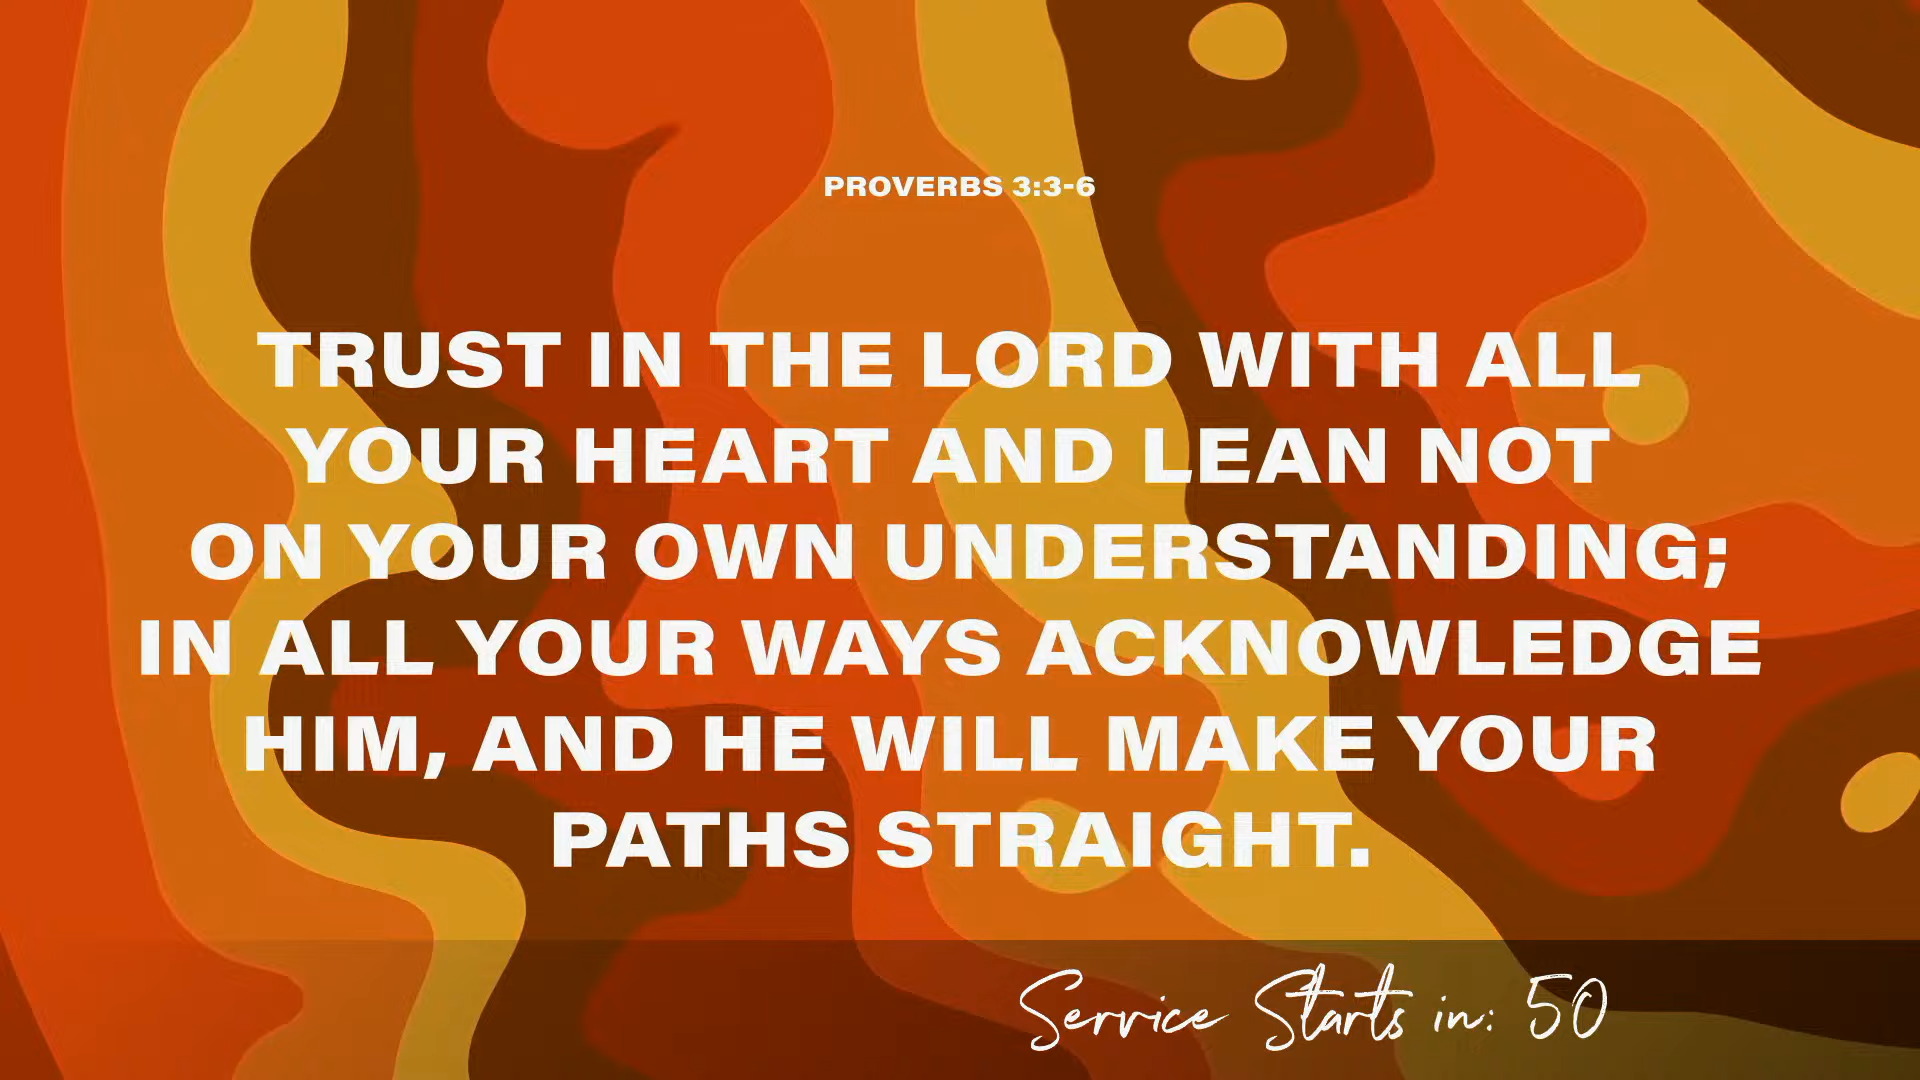 PROVERBS 3:3-6
TRUST IN THE LORD WITH ALL
YOUR HEART AND LEAN NOT
ON YOUR OWN UNDERSTANDING;
IN ALL YOUR WAYS ACKNOWLEDGE
HIM, AND HE WILL MAKE YOUR
PATHS STRAIGHT.
Service Starts in: 50